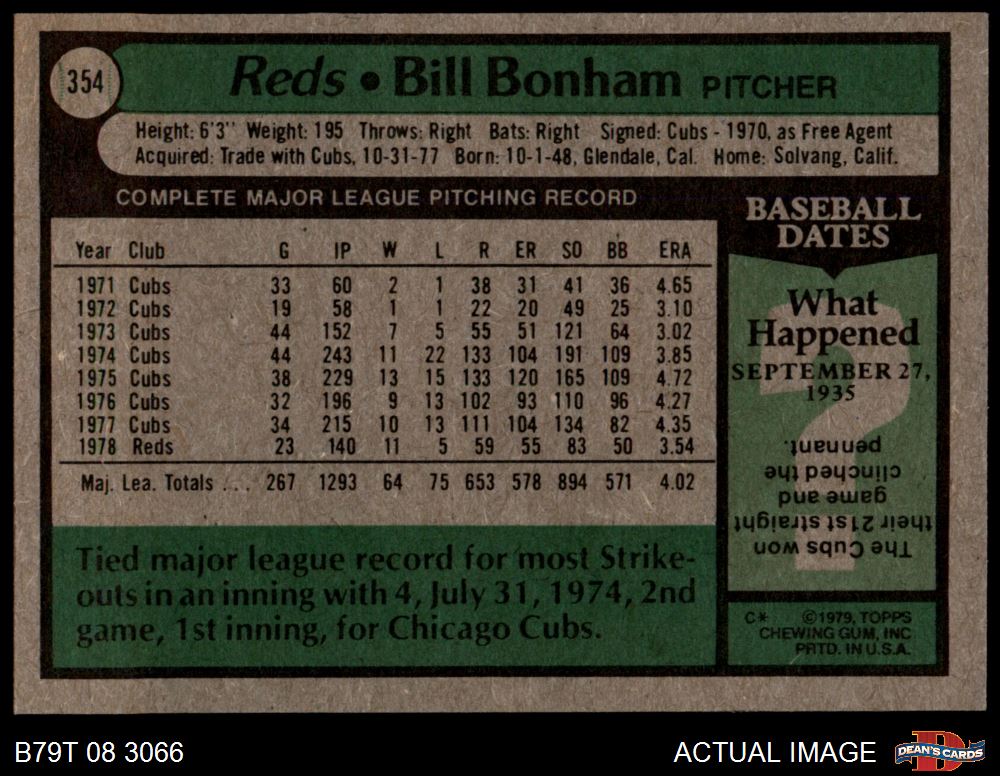 354
Reds • Bill Bonham PITCHER
Height: 6'3" Weight: 195 Throws: Right Bats: Right Signed: Cubs - 1970, as Free Agent
Acquired: Trade with Cubs, 10-31-77 Born: 10-1-48, Glendale, Cal. Home: Solvang, Calif.
COMPLETE MAJOR LEAGUE PITCHING RECORD
Year Club G IP W L R ER SO BB ERA
1971 Cubs 33 60 2 1 38 31 41 36 4.65
1972 Cubs 19 58 1 1 22 20 49 25 3.10
1973 Cubs 44 152 7 5 55 51 121 64 3.02
1974 Cubs 44 243 11 22 133 104 191 109 3.85
1975 Cubs 38 229 13 15 133 120 165 109 4.72
1976 Cubs 32 196 9 13 102 93 110 96 4.27
1977 Cubs 34 215 10 13 111 104 134 82 4.35
1978 Reds 23 140 11 5 59 55 83 50 3.54
Maj. Lea. Totals ... 267 1293 64 75 653 578 894 571 4.02
Tied major league record for most Strike-
outs in an inning with 4, July 31, 1974, 2nd
game, 1st inning, for Chicago Cubs.
BASEBALL
DATES
What
Happened
SEPTEMBER 27,
1935
?
The Cubs won
their 21st straight
game and
clinched the
pennant.
C* ©1979, TOPPS
CHEWING GUM, INC
PRTD. IN U.S.A.
B79T 08 3066
ACTUAL IMAGE
D
DEAN'S CARDS